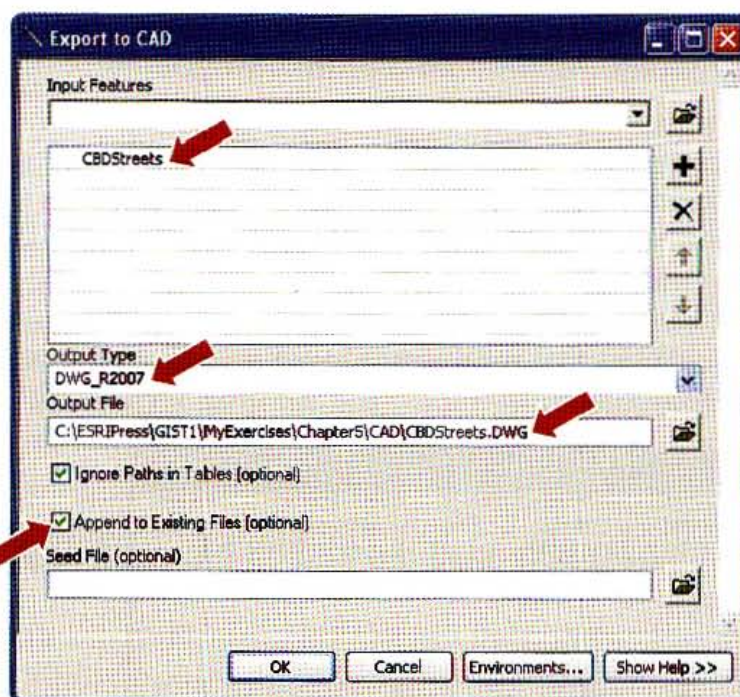 Export to CAD
Input Features
CBDStreets
Output Type
DWG_R2007
Output File
C:\ESRIPress\GIST1\MyExercises\Chapter5\CAD\CBDStreets.DWG
Ignore Paths in Tables (optional)
Append to Existing Files (optional)
Seed File (optional)
OK Cancel Environments... Show Help >>